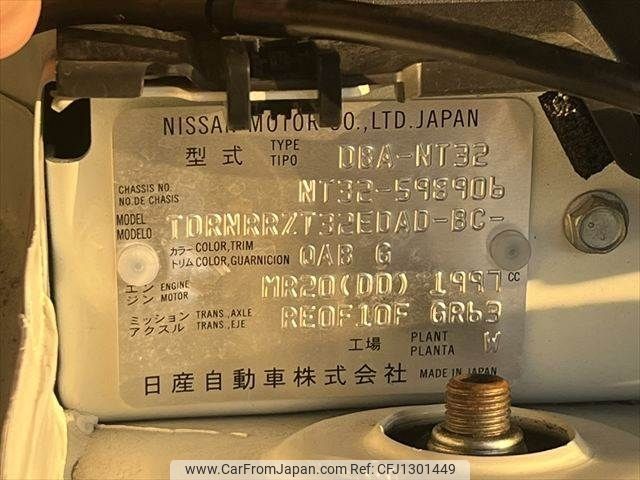 NISSAN MOTOR CO.,LTD.JAPAN
型式 TYPE TIPO DBA-NT32
CHASSIS NO. NO.DE CHASIS NT32-598906
MODEL MODELO TDRNRRZT32EDAD-BC-
カラー COLOR,TRIM トリム COLOR,GUARNICION QAB G
エンジン ENGINE MOTOR MR20(DD) 1997 CC
ミッション TRANS.,AXLE アクスル TRANS.,EJE RE0F10F GR63
工場 PLANT PLANTA W
日産自動車株式会社 MADE IN JAPAN
www.CarFromJapan.com - CFJ1301449